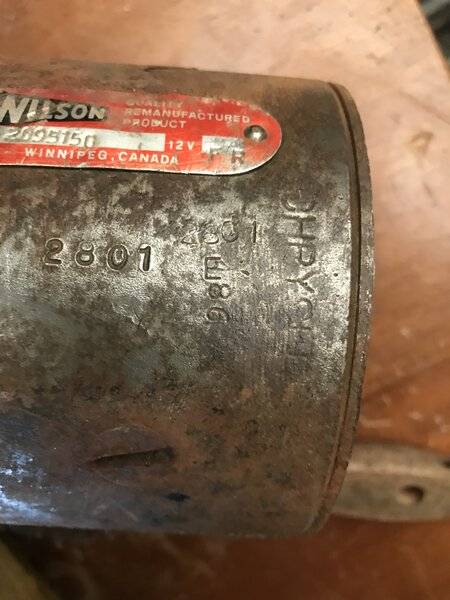 WILSON
QUALITY
REMANUFACTURED
PRODUCT
2095150
12V
WINNIPEG, CANADA
2801
2801
98E